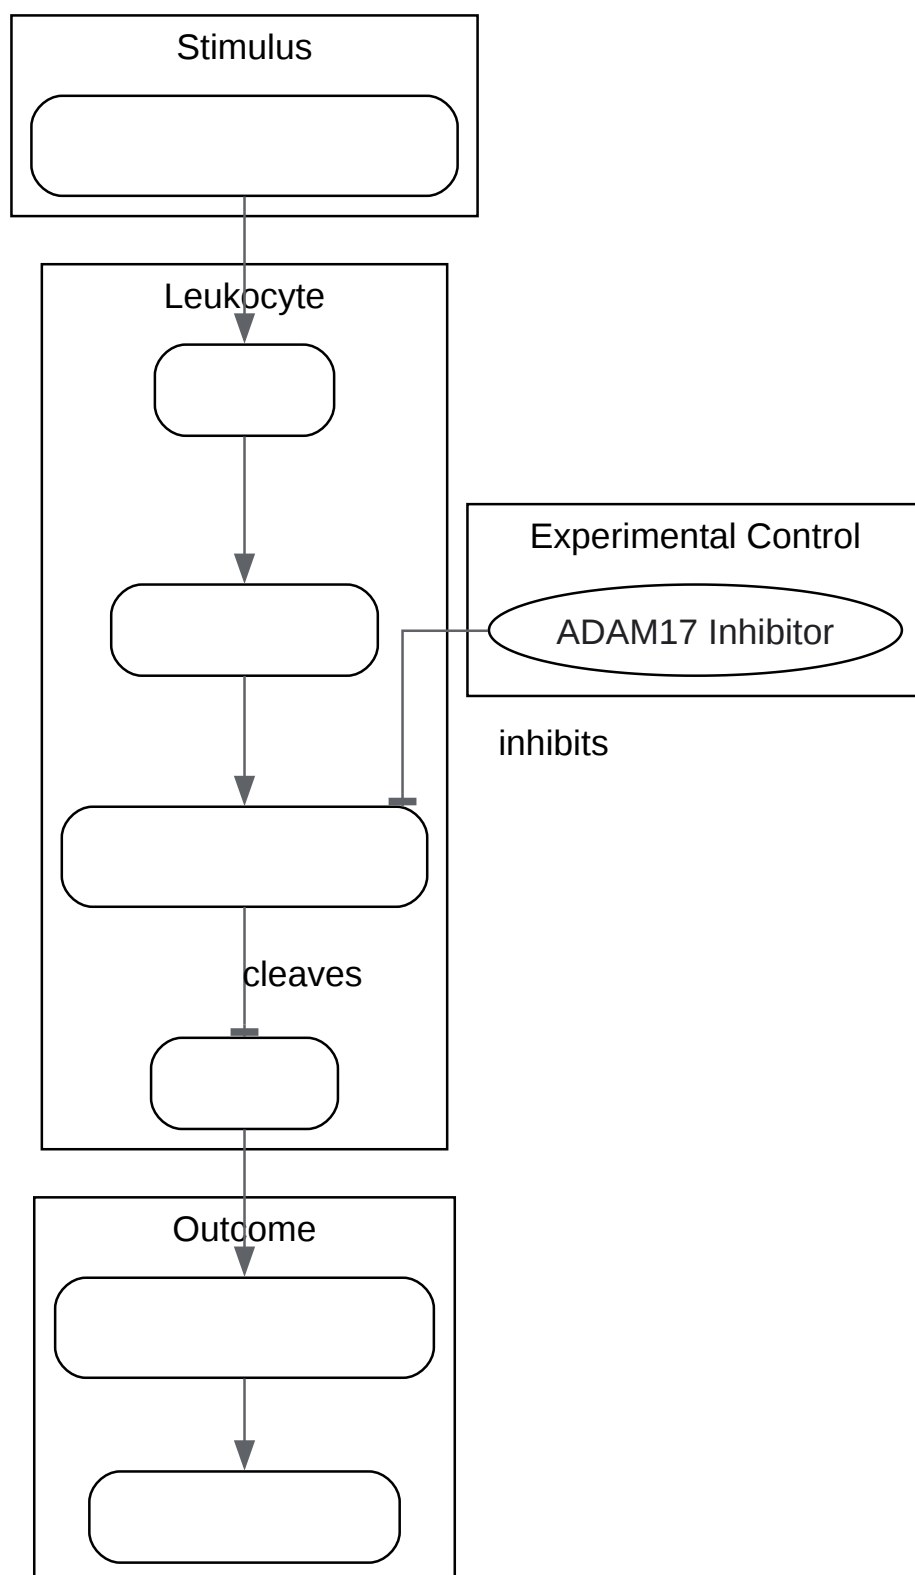 Stimulus
Leukocyte
Experimental Control
ADAM17 Inhibitor
inhibits
cleaves
Outcome